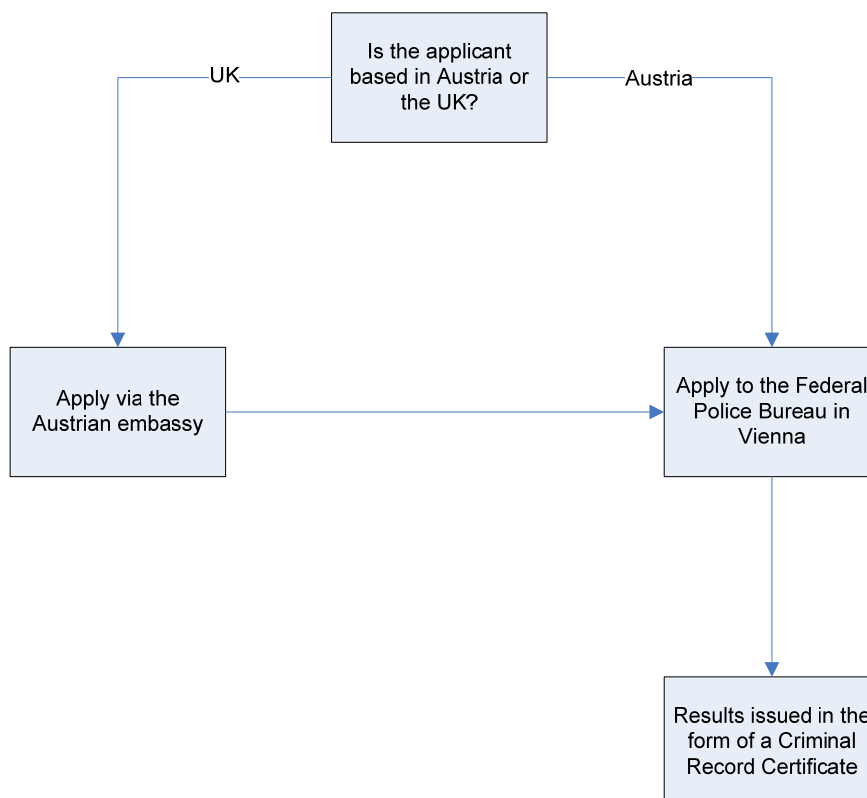 Is the applicant
based in Austria or
the UK?
UK
Austria
Apply via the
Austrian embassy
Apply to the Federal
Police Bureau in
Vienna
Results issued in the
form of a Criminal
Record Certificate